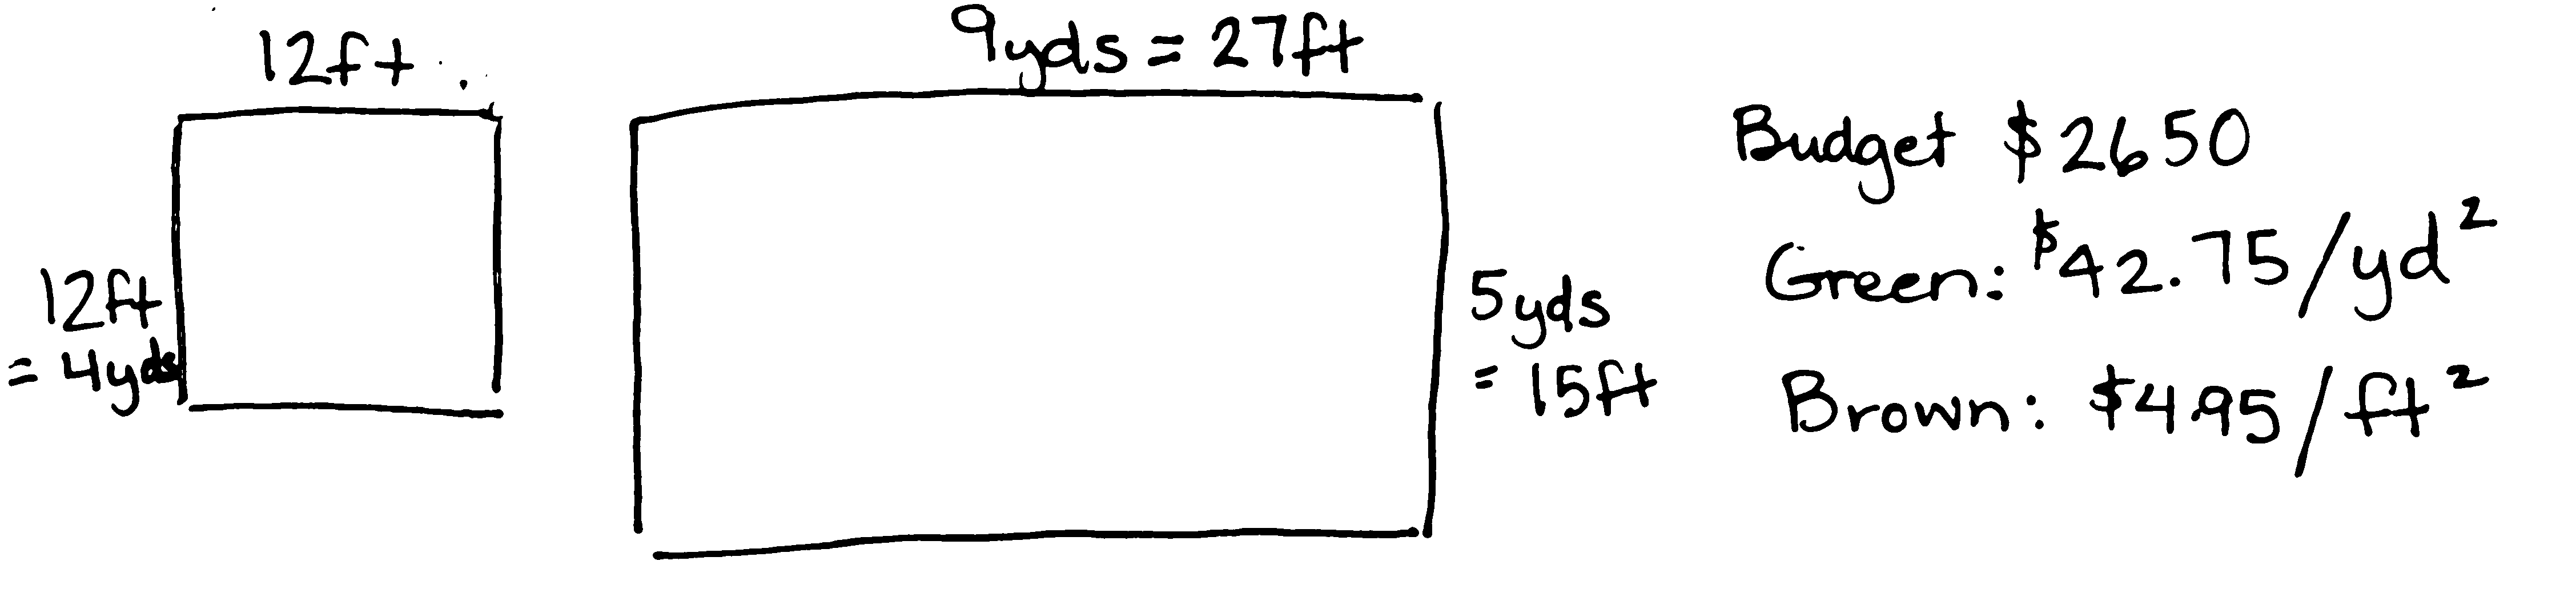 12ft
12ft
= 4yds
9yds = 27ft
5yds
= 15ft
Budget $2650
Green: $42.75/yd²
Brown: $4.95/ft²